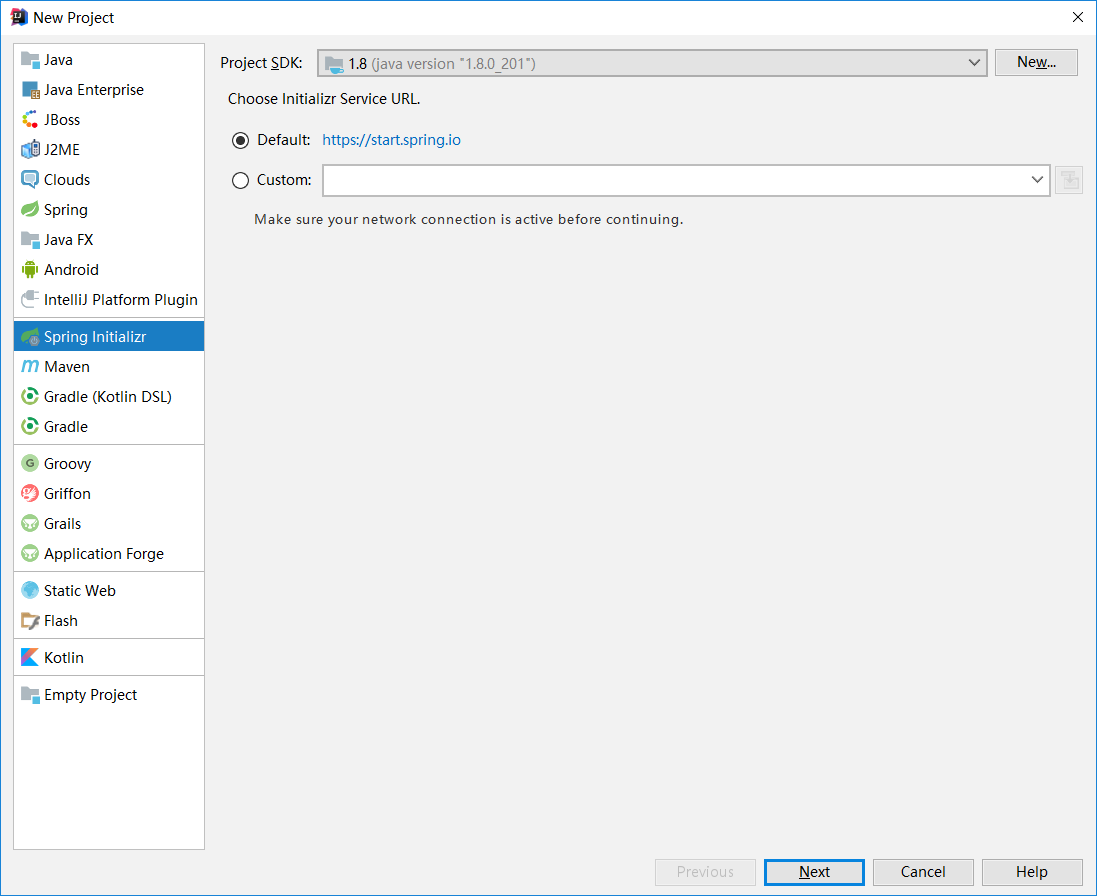 New Project
Java
Java Enterprise
JBoss
J2ME
Clouds
Spring
Java FX
Android
IntelliJ Platform Plugin
Spring Initializr
Maven
Gradle (Kotlin DSL)
Gradle
Groovy
Griffon
Grails
Application Forge
Static Web
Flash
Kotlin
Empty Project
Project SDK: 1.8 (java version "1.8.0_201") New...
Choose Initializr Service URL.
Default: https://start.spring.io
Custom:
Make sure your network connection is active before continuing.
Previous Next Cancel Help